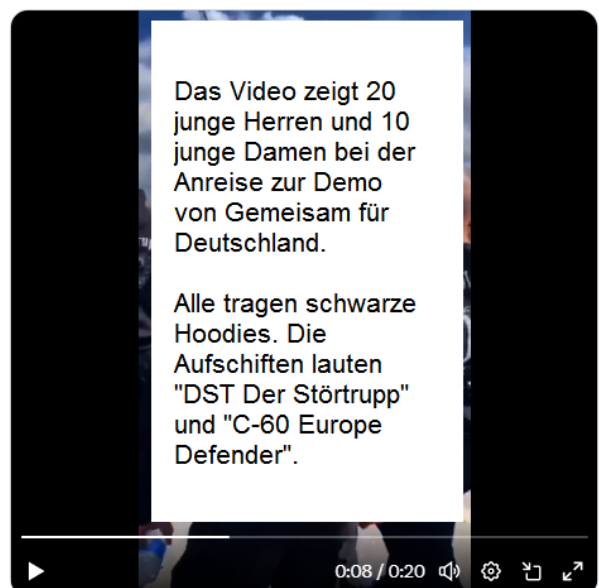 Das Video zeigt 20
junge Herren und 10
junge Damen bei der
Anreise zur Demo
von Gemeisam für
Deutschland.
Alle tragen schwarze
Hoodies. Die
Aufschiften lauten
"DST Der Störtrupp"
und "C-60 Europe
Defender".
0:08 / 0:20